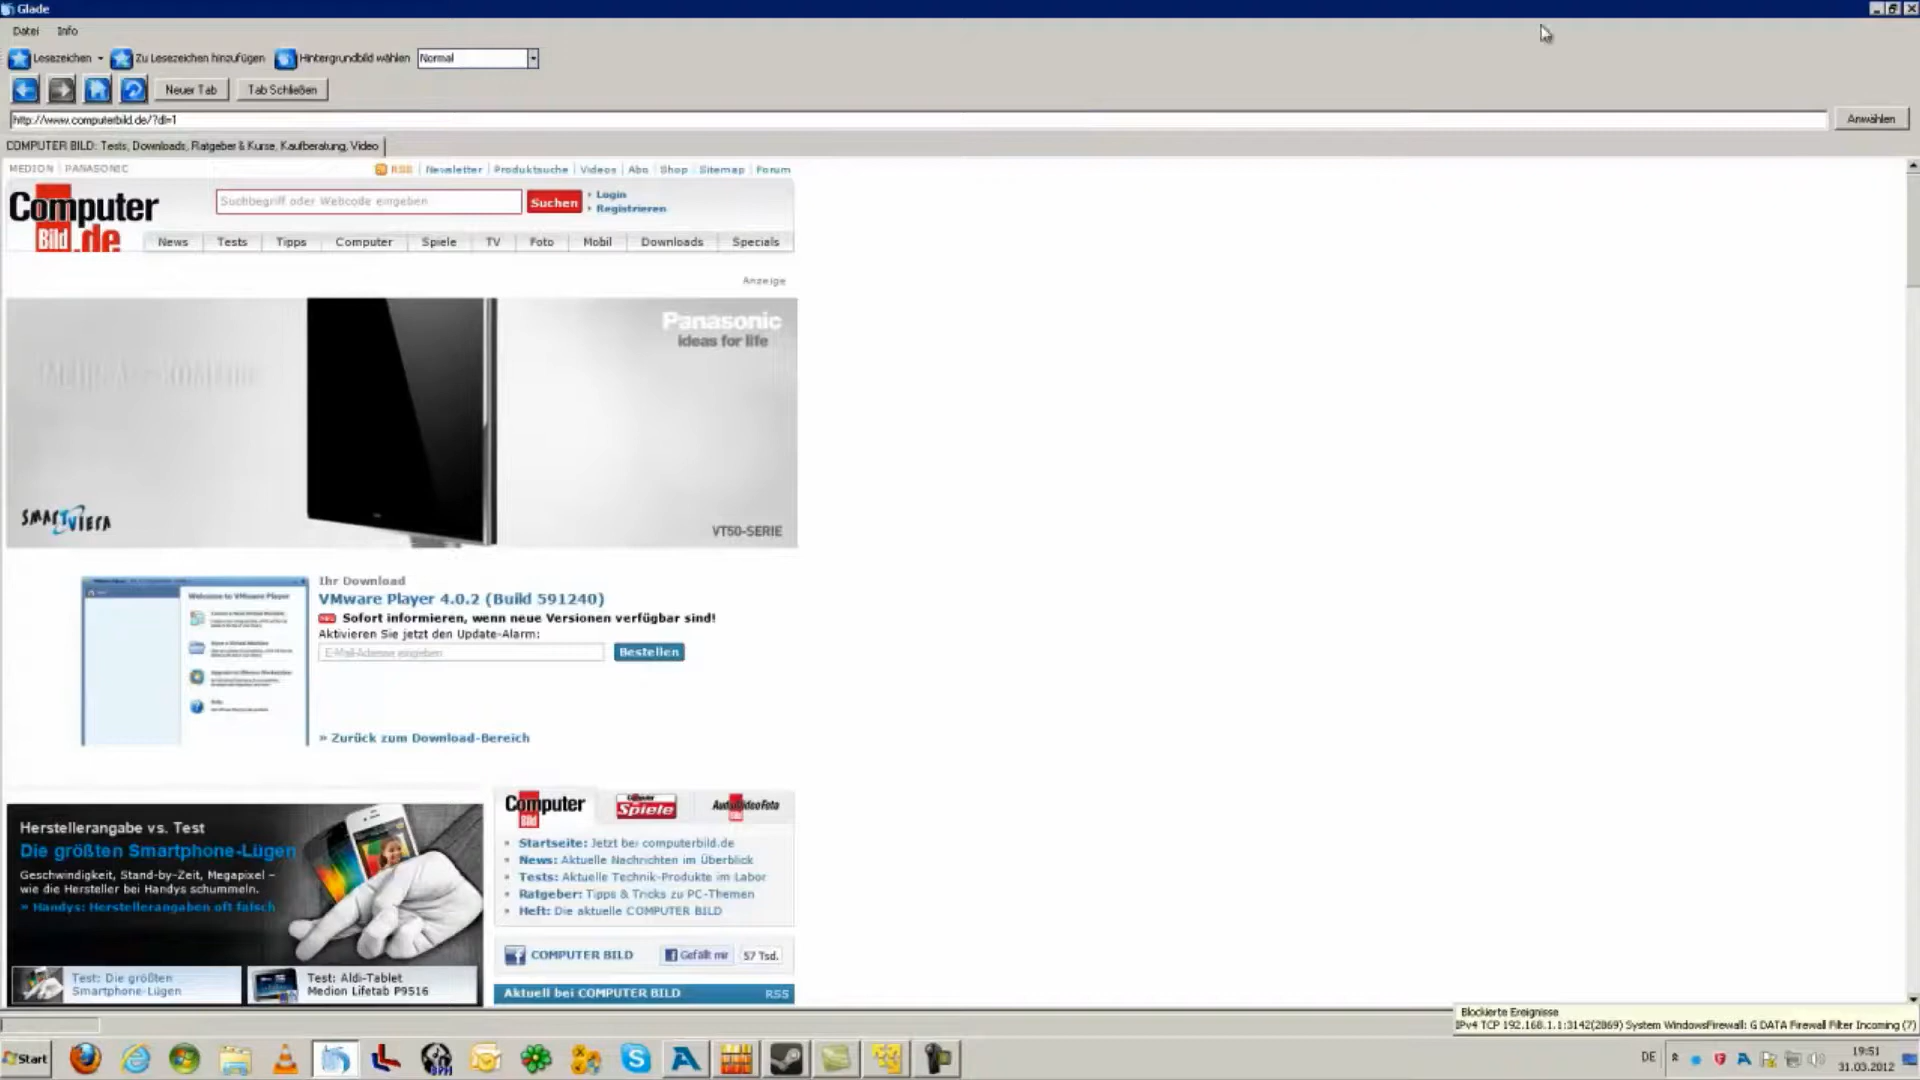 Glade
Datei Info
Lesezeichen Zu Lesezeichen hinzufügen Hintergrundbild wählen Normal
Neuer Tab Tab Schließen
http://www.computerbild.de/?dl=1 Anwählen
COMPUTER BILD: Tests, Downloads, Ratgeber & Kurse, Kaufberatung, Video
MEDION | PANASONIC RSS Newsletter | Produktsuche | Videos | Abo | Shop | Sitemap | Forum
Computer
Bild .de
Suchbegriff oder Webcode eingeben Suchen
Login
Registrieren
News Tests Tipps Computer Spiele TV Foto Mobil Downloads Specials
Anzeige
Panasonic
ideas for life
SMART VIERA VT50-SERIE
Welcome to VMware Player
Ihr Download
VMware Player 4.0.2 (Build 591240)
Sofort informieren, wenn neue Versionen verfügbar sind!
Aktivieren Sie jetzt den Update-Alarm:
E-Mail-Adresse eingeben Bestellen
» Zurück zum Download-Bereich
Herstellerangabe vs. Test
Die größten Smartphone-Lügen
Geschwindigkeit, Stand-by-Zeit, Megapixel –
wie die Hersteller bei Handys schummeln.
» Handys: Herstellerangaben oft falsch
Test: Die größten
Smartphone-Lügen
Test: Aldi-Tablet
Medion Lifetab P9516
Computer
Bild
Computer
Spiele
Audio Video Foto
Bild
Startseite: Jetzt bei computerbild.de
News: Aktuelle Nachrichten im Überblick
Tests: Aktuelle Technik-Produkte im Labor
Ratgeber: Tipps & Tricks zu PC-Themen
Heft: Die aktuelle COMPUTER BILD
COMPUTER BILD Gefällt mir 57 Tsd.
Aktuell bei COMPUTER BILD RSS
Blockierte Ereignisse
IPv4 TCP 192.168.1.1:3142(2869) System WindowsFirewall: G DATA Firewall Filter Incoming (7)
Start DE 19:51
31.03.2012